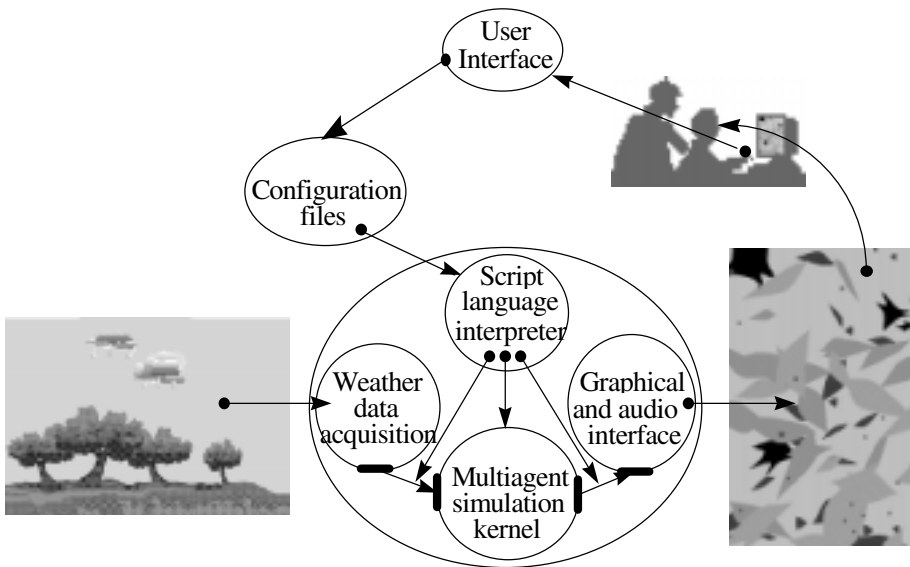 User
Interface
Configuration
files
Script
language
interpreter
Weather
data
acquisition
Graphical
and audio
interface
Multiagent
simulation
kernel